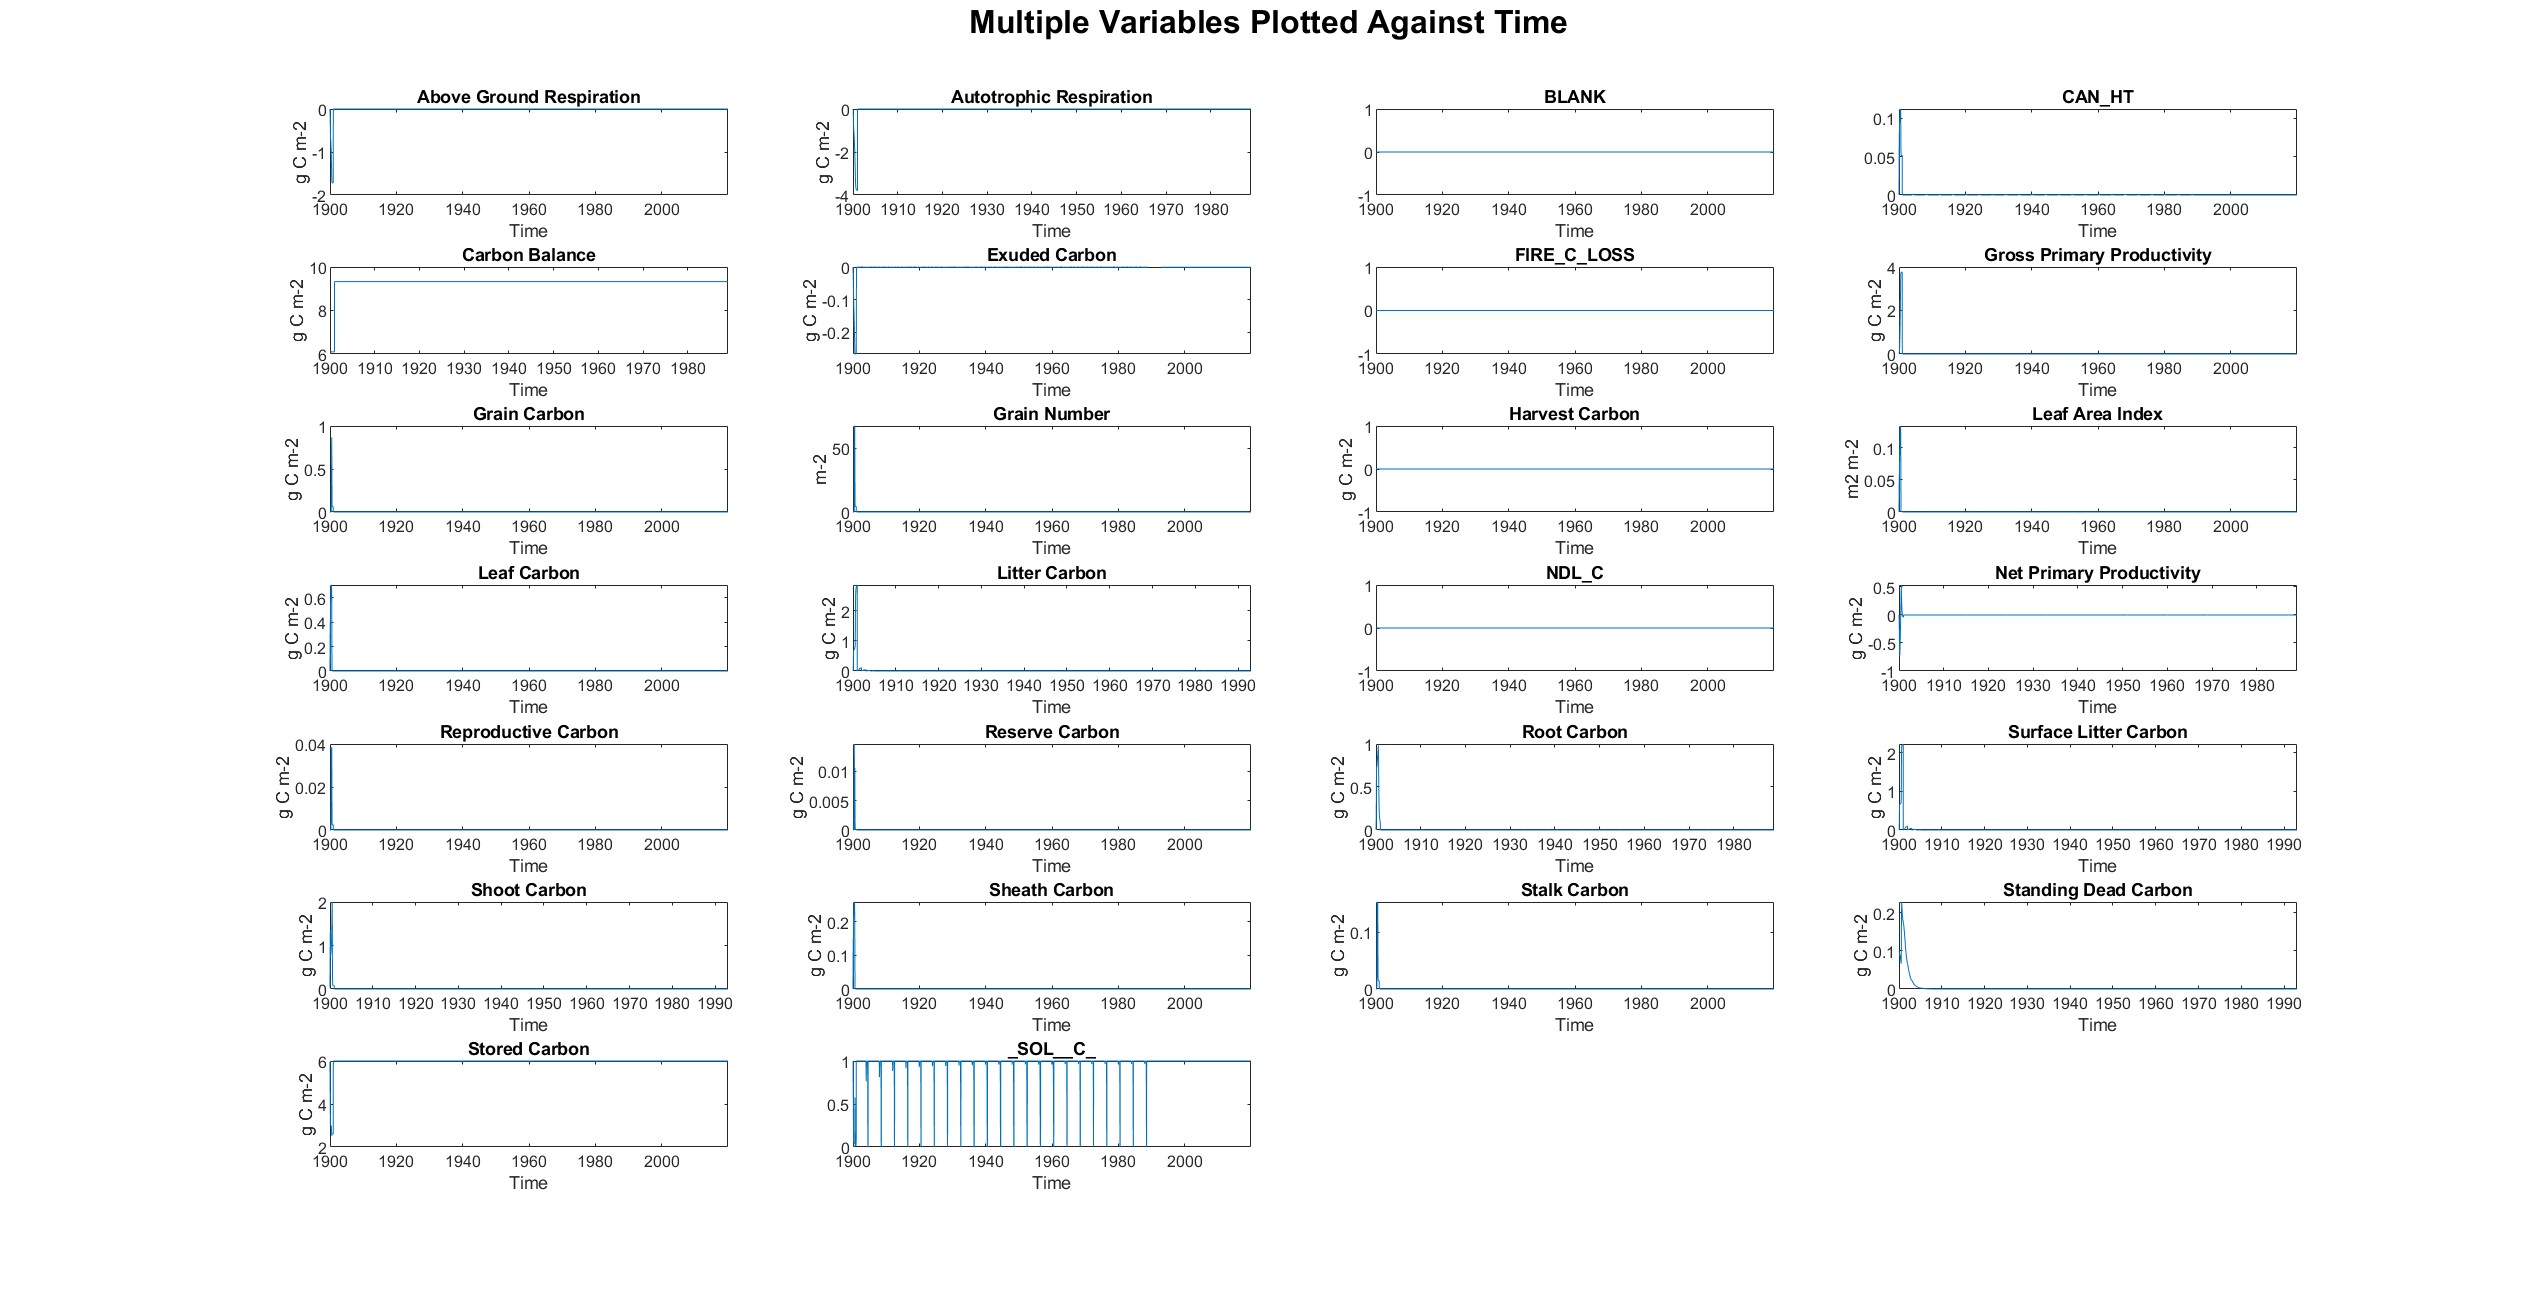 Multiple Variables Plotted Against Time
Above Ground Respiration
Autotrophic Respiration
BLANK
CAN_HT
0
-1
-2
g C m-2
1900 1920 1940 1960 1980 2000
Time
0
-2
-4
g C m-2
1900 1910 1920 1930 1940 1950 1960 1970 1980
Time
1
0
-1
1900 1920 1940 1960 1980 2000
Time
0.1
0.05
0
1900 1920 1940 1960 1980 2000
Time
Carbon Balance
Exuded Carbon
FIRE_C_LOSS
Gross Primary Productivity
10
8
6
g C m-2
1900 1910 1920 1930 1940 1950 1960 1970 1980
Time
0
-0.1
-0.2
g C m-2
1900 1920 1940 1960 1980 2000
Time
1
0
-1
1900 1920 1940 1960 1980 2000
Time
4
2
0
g C m-2
1900 1920 1940 1960 1980 2000
Time
Grain Carbon
Grain Number
Harvest Carbon
Leaf Area Index
1
0.5
0
g C m-2
1900 1920 1940 1960 1980 2000
Time
50
0
m-2
1900 1920 1940 1960 1980 2000
Time
1
0
-1
g C m-2
1900 1920 1940 1960 1980 2000
Time
0.1
0.05
0
m2 m-2
1900 1920 1940 1960 1980 2000
Time
Leaf Carbon
Litter Carbon
NDL_C
Net Primary Productivity
0.6
0.4
0.2
0
g C m-2
1900 1920 1940 1960 1980 2000
Time
2
1
0
g C m-2
1900 1910 1920 1930 1940 1950 1960 1970 1980 1990
Time
1
0
-1
1900 1920 1940 1960 1980 2000
Time
0.5
0
-0.5
-1
g C m-2
1900 1910 1920 1930 1940 1950 1960 1970 1980
Time
Reproductive Carbon
Reserve Carbon
Root Carbon
Surface Litter Carbon
0.04
0.02
0
g C m-2
1900 1920 1940 1960 1980 2000
Time
0.01
0.005
0
g C m-2
1900 1920 1940 1960 1980 2000
Time
1
0.5
0
g C m-2
1900 1910 1920 1930 1940 1950 1960 1970 1980
Time
2
1
0
g C m-2
1900 1910 1920 1930 1940 1950 1960 1970 1980 1990
Time
Shoot Carbon
Sheath Carbon
Stalk Carbon
Standing Dead Carbon
2
1
0
g C m-2
1900 1910 1920 1930 1940 1950 1960 1970 1980 1990
Time
0.2
0.1
0
g C m-2
1900 1920 1940 1960 1980 2000
Time
0.1
0
g C m-2
1900 1920 1940 1960 1980 2000
Time
0.2
0.1
0
g C m-2
1900 1910 1920 1930 1940 1950 1960 1970 1980 1990
Time
Stored Carbon
_SOL__C_
6
4
2
g C m-2
1900 1920 1940 1960 1980 2000
Time
1
0.5
0
1900 1920 1940 1960 1980 2000
Time